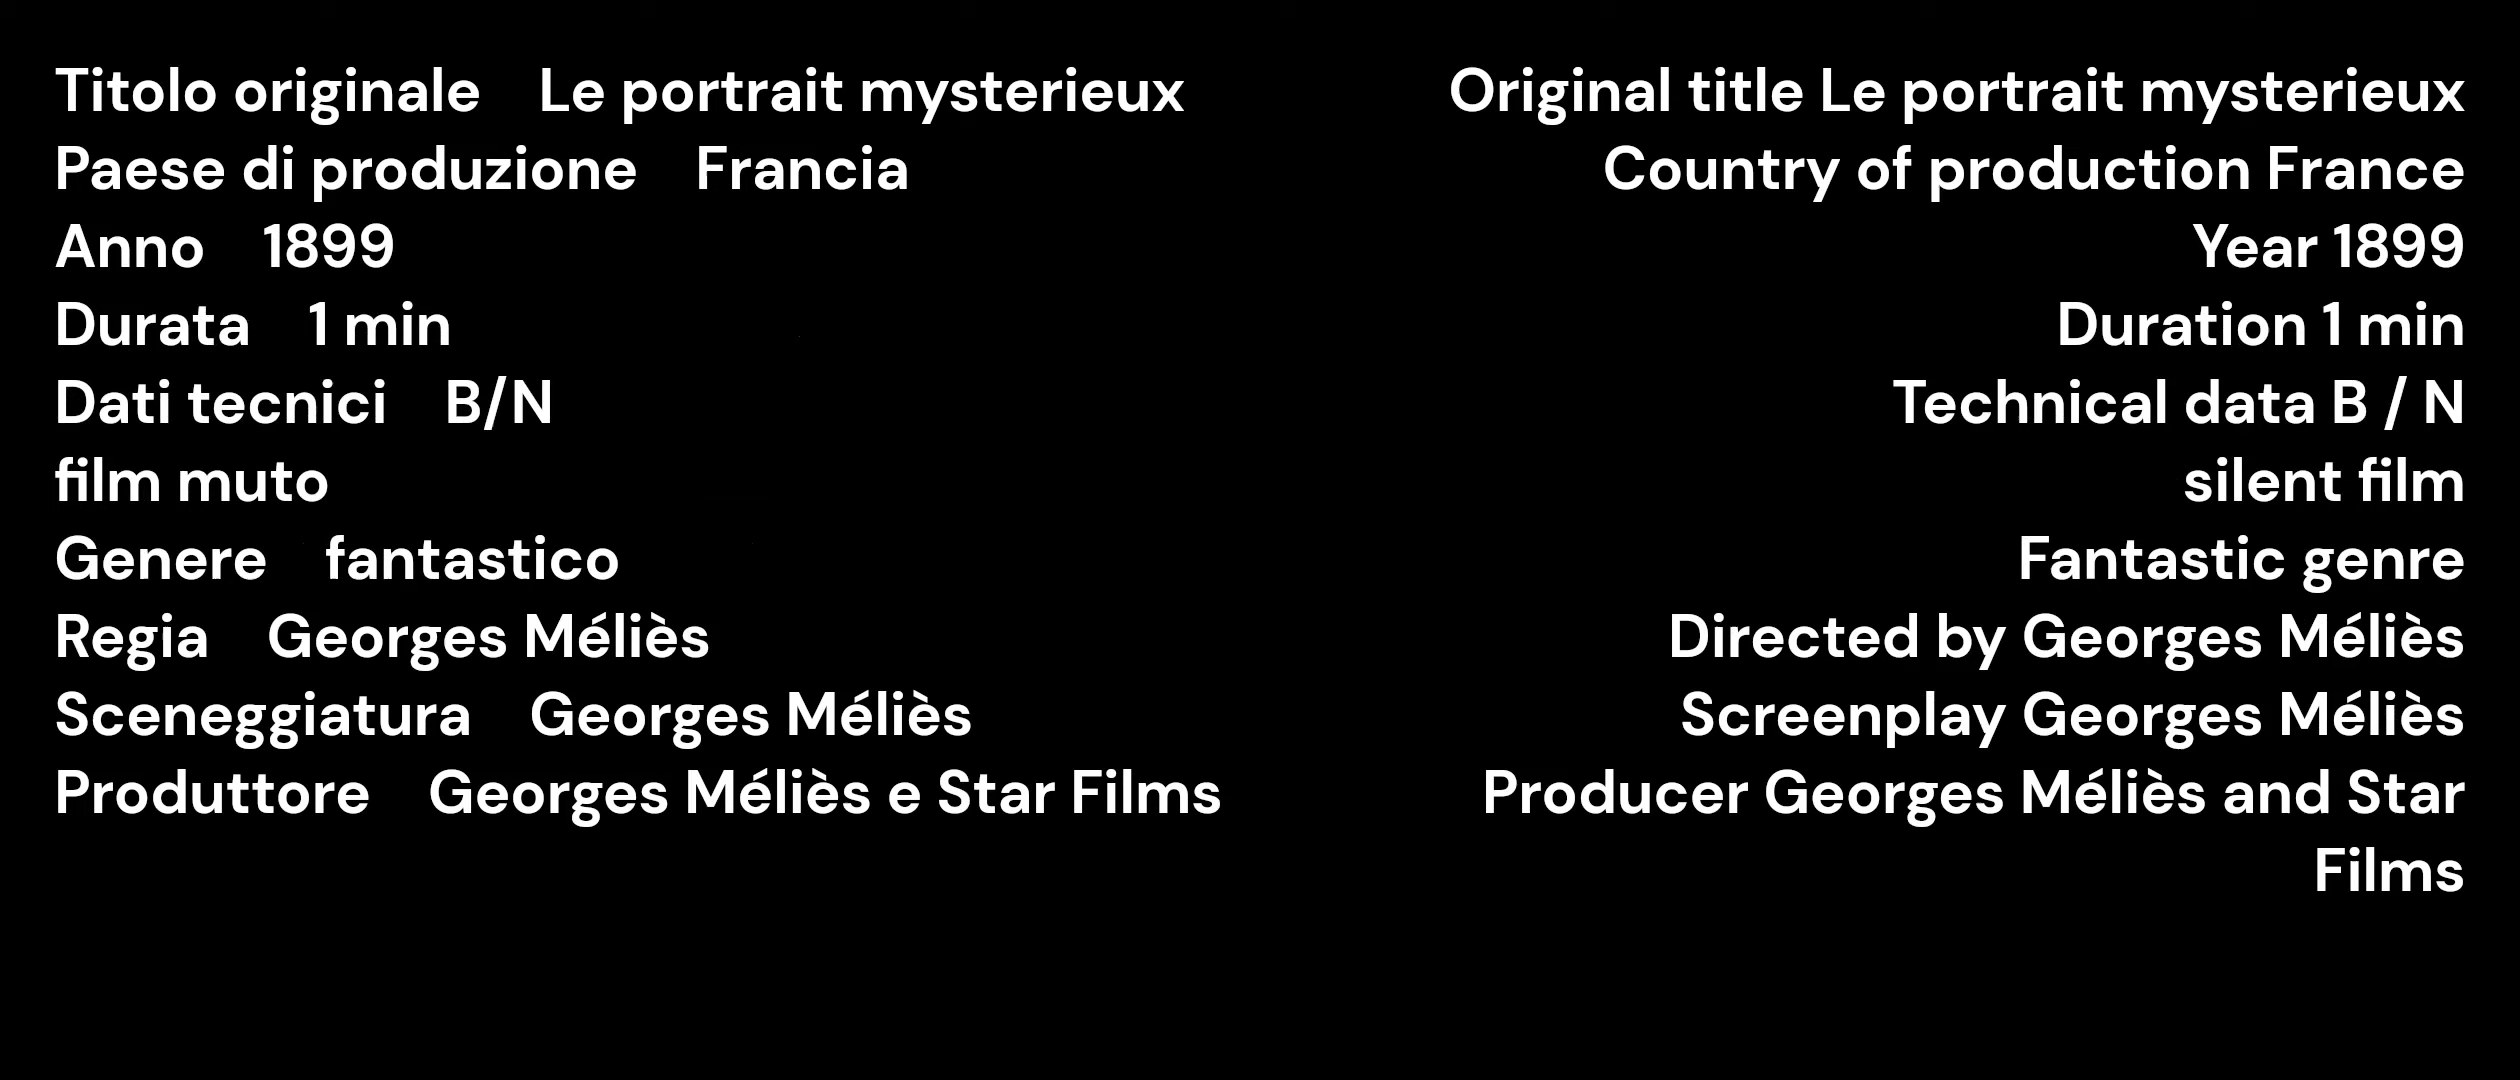 Titolo originale Le portrait mysterieux
Paese di produzione Francia
Anno 1899
Durata 1 min
Dati tecnici B/N
film muto
Genere fantastico
Regia Georges Méliès
Sceneggiatura Georges Méliès
Produttore Georges Méliès e Star Films
Original title Le portrait mysterieux
Country of production France
Year 1899
Duration 1 min
Technical data B / N
silent film
Fantastic genre
Directed by Georges Méliès
Screenplay Georges Méliès
Producer Georges Méliès and Star
Films